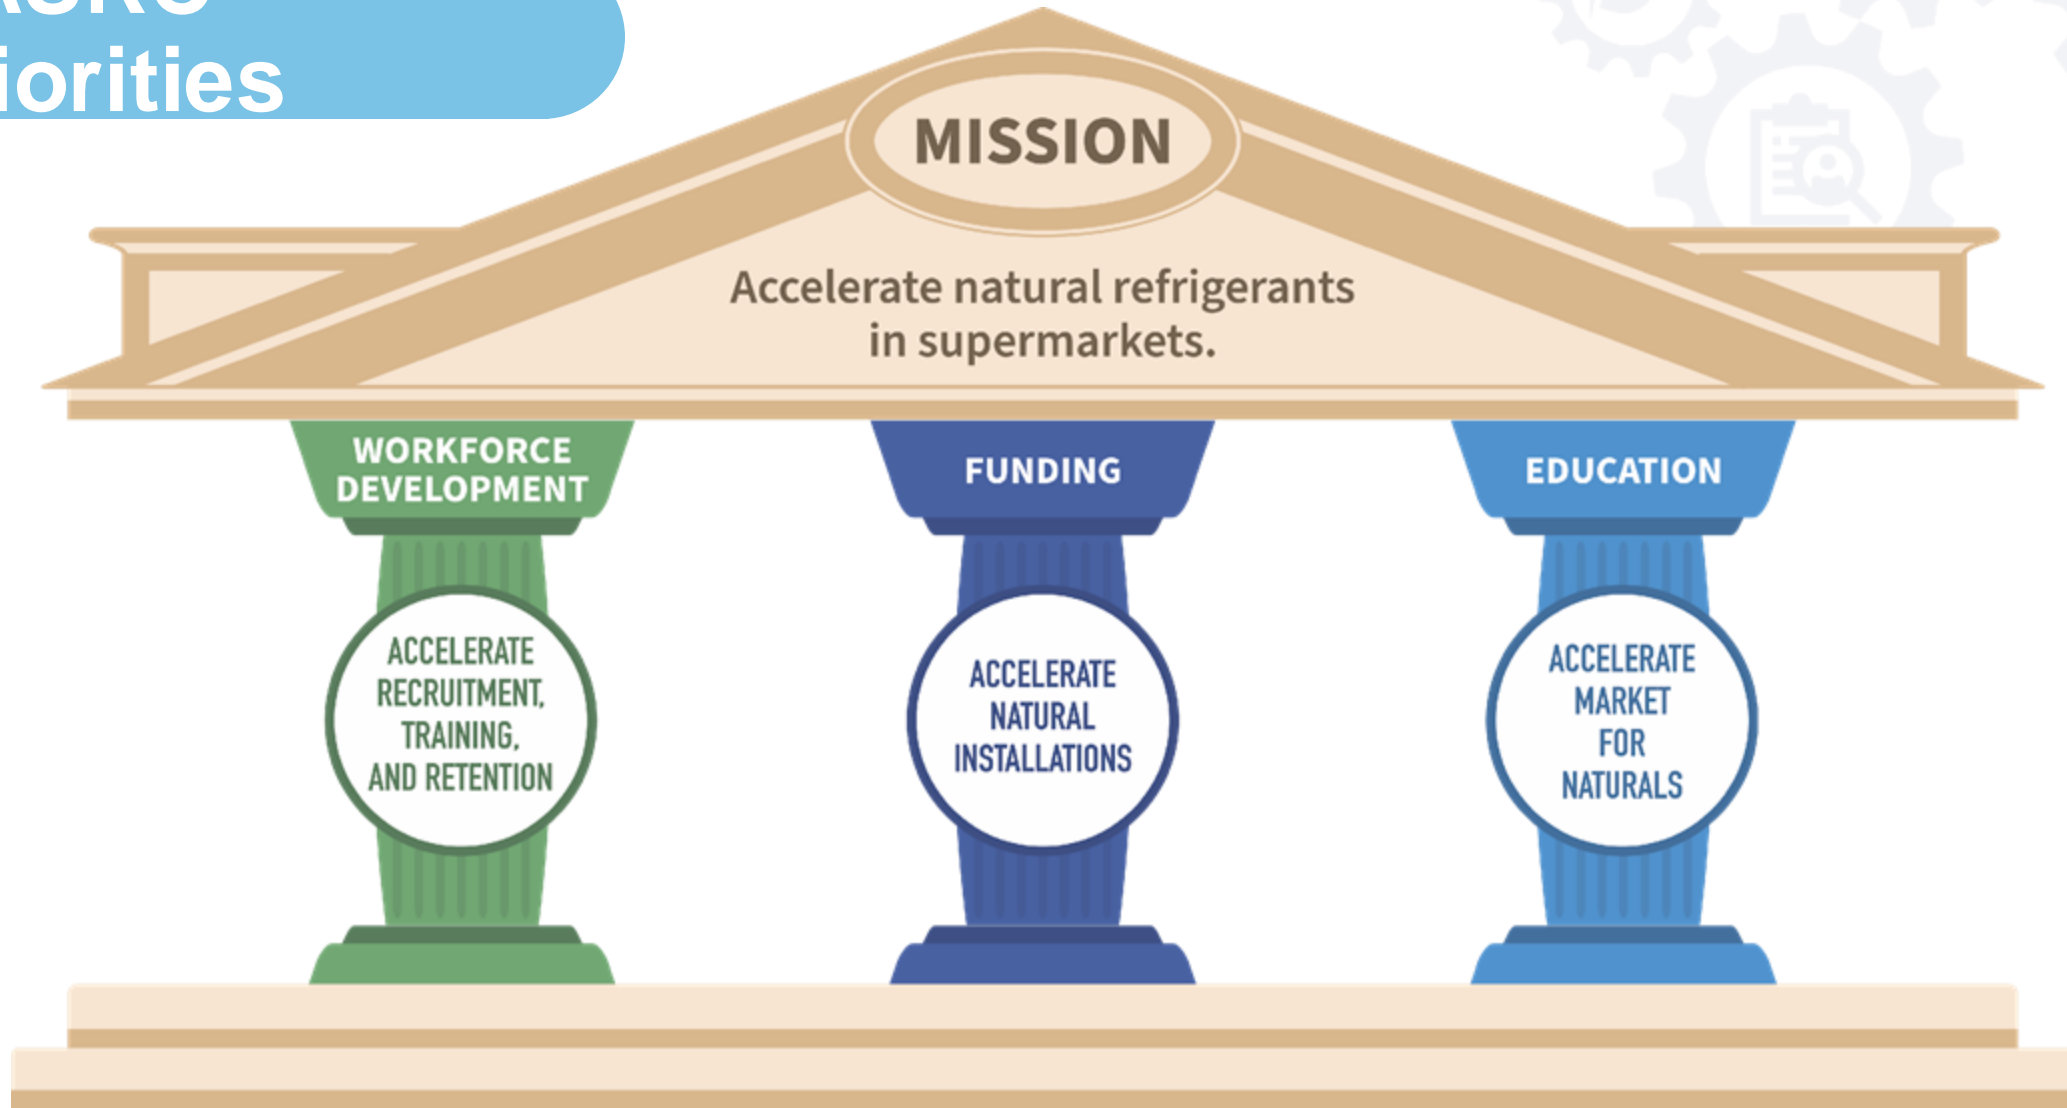 iorities
MISSION
Accelerate natural refrigerants
in supermarkets.
WORKFORCE
DEVELOPMENT
FUNDING
EDUCATION
ACCELERATE
RECRUITMENT,
TRAINING,
AND RETENTION
ACCELERATE
NATURAL
INSTALLATIONS
ACCELERATE
MARKET
FOR
NATURALS